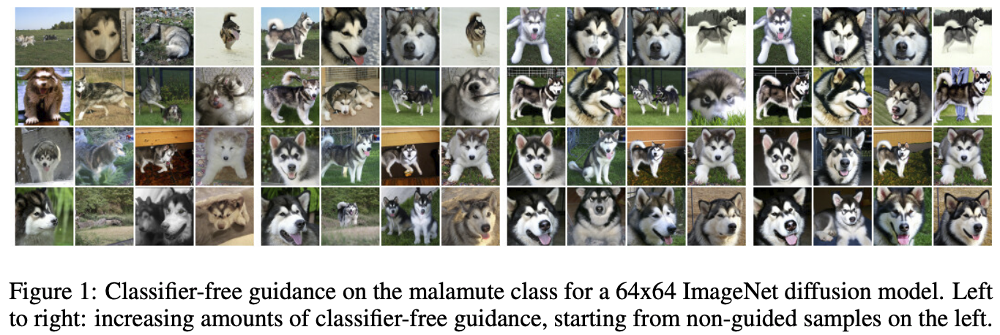 Figure 1: Classifier-free guidance on the malamute class for a 64x64 ImageNet diffusion model. Left
to right: increasing amounts of classifier-free guidance, starting from non-guided samples on the left.